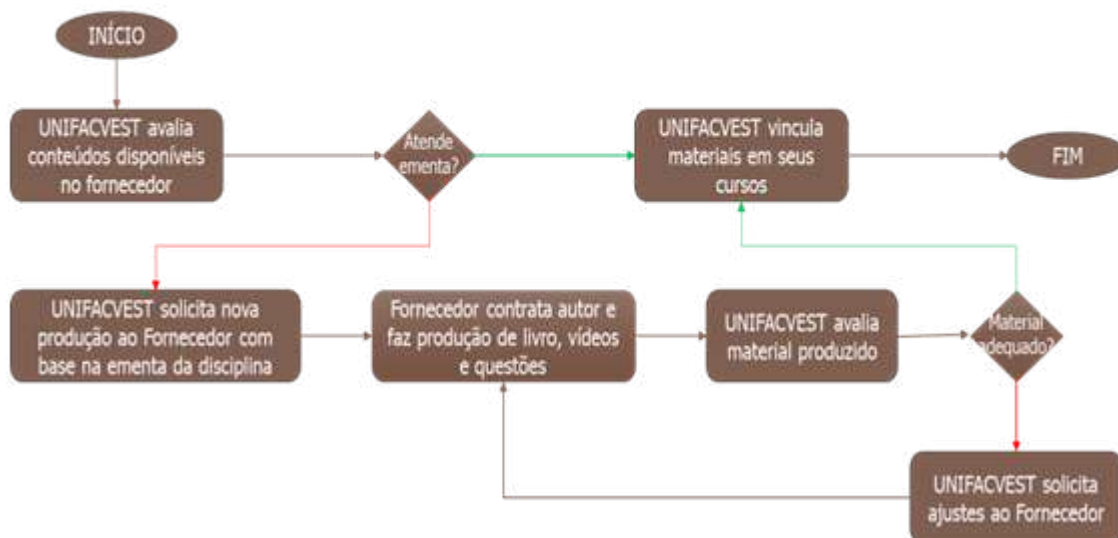 INÍCIO
UNIFACVEST avalia
conteúdos disponíveis
no fornecedor
Atende
ementa?
UNIFACVEST vincula
materiais em seus
cursos
FIM
UNIFACVEST solicita nova
produção ao Fornecedor com
base na ementa da disciplina
Fornecedor contrata autor e
faz produção de livro, vídeos
e questões
UNIFACVEST avalia
material produzido
Material
adequado?
UNIFACVEST solicita
ajustes ao Fornecedor